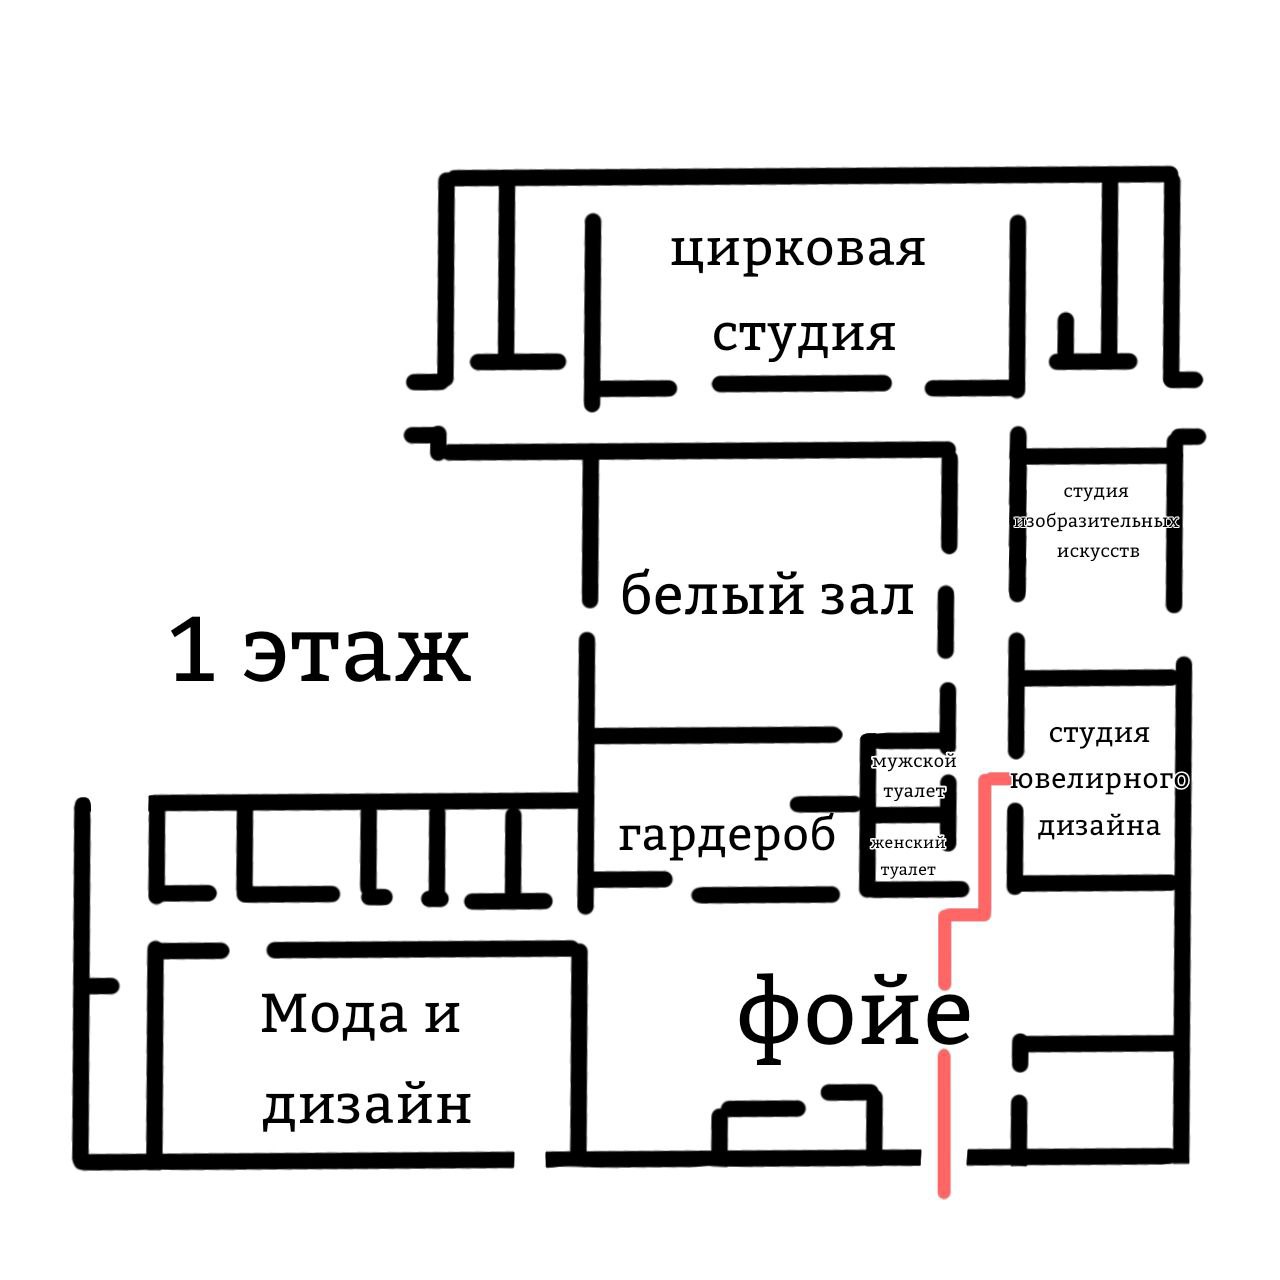 цирковая
студия
студия
изобразительных
искусств
белый зал
1 этаж
студия
ювелирного
дизайна
мужской
туалет
гардероб
женский
туалет
фойе
Мода и
дизайн